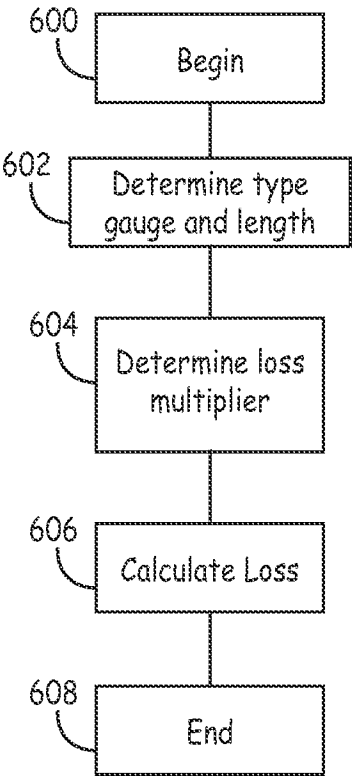 600
Begin
602
Determine type
gauge and length
604
Determine loss
multiplier
606
Calculate Loss
608
End